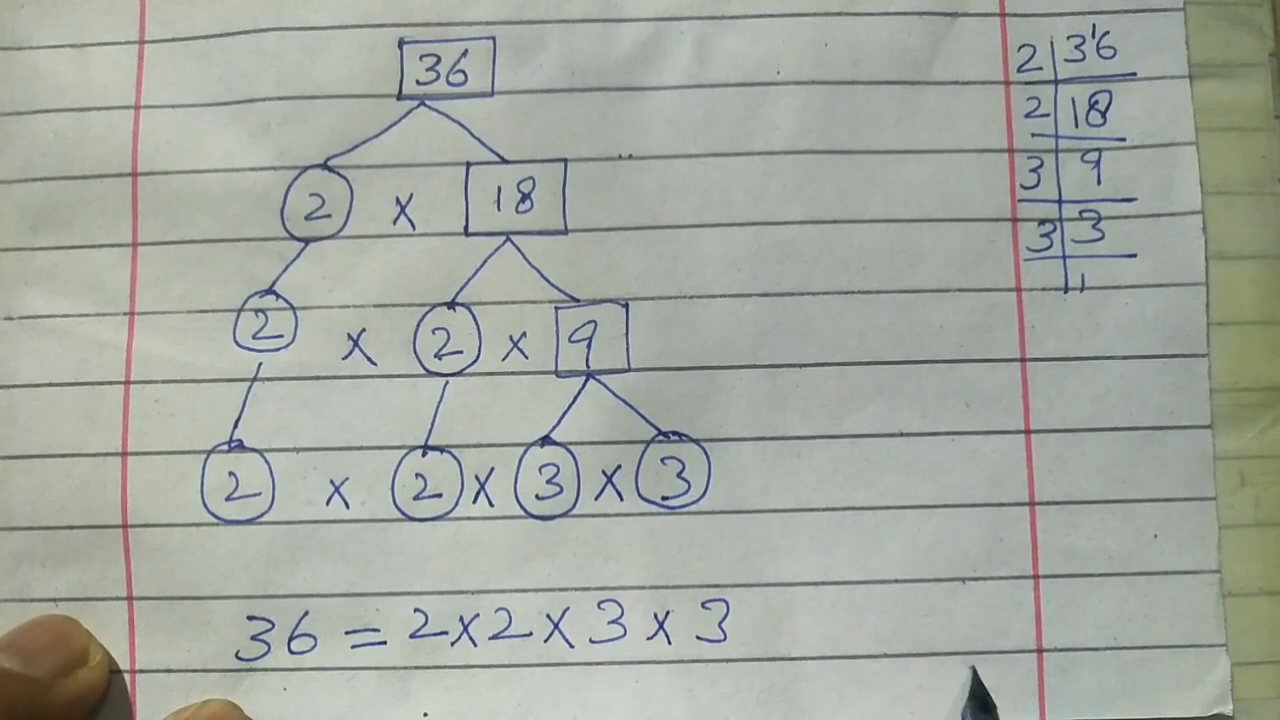 36
2 x 18
2 x 2 x 9
2 x 2 x 3 x 3
36 = 2x2x3x3
2 | 36
2 | 18
3 | 9
3 | 3
| 1